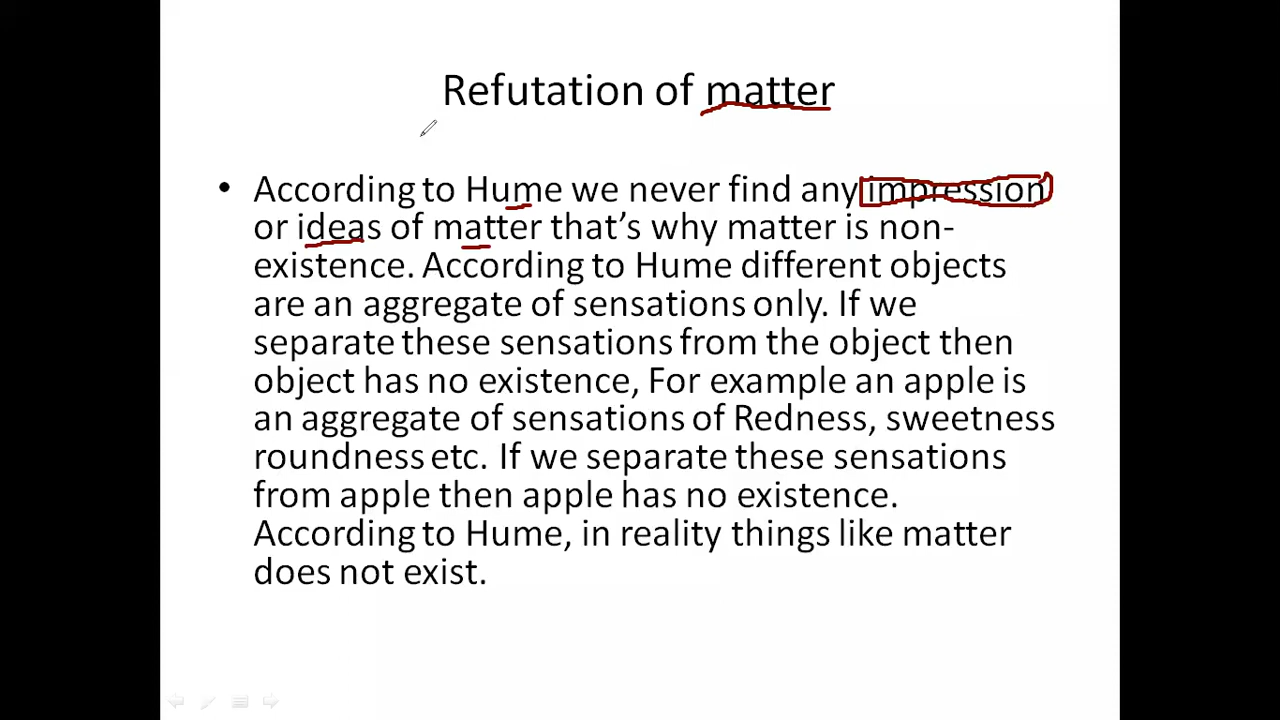 Refutation of matter
• According to Hume we never find any impression
or ideas of matter that’s why matter is non-
existence. According to Hume different objects
are an aggregate of sensations only. If we
separate these sensations from the object then
object has no existence, For example an apple is
an aggregate of sensations of Redness, sweetness
roundness etc. If we separate these sensations
from apple then apple has no existence.
According to Hume, in reality things like matter
does not exist.